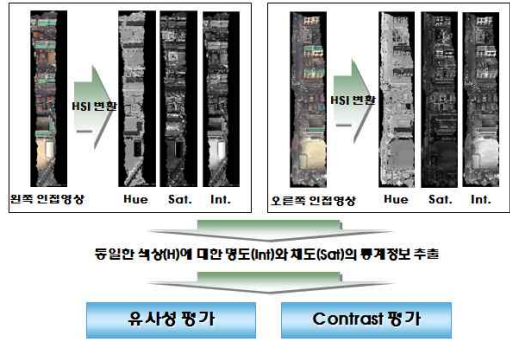 HSI 변환
왼쪽 인접영상
Hue
Sat.
Int.
HSI 변환
오른쪽 인접영상
Hue
Sat.
Int.
동일한 색상(H)에 대한 명도(Int)와 채도(Sat)의 통계정보 추출
유사성 평가
Contrast 평가